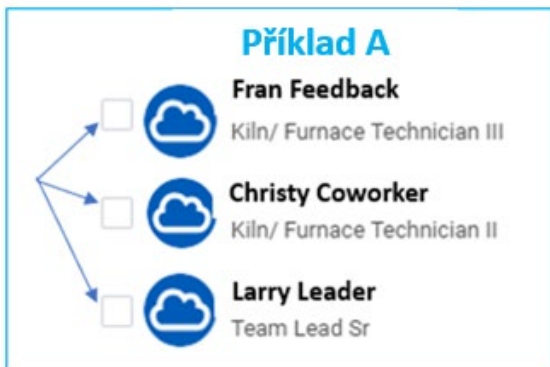 Příklad A
Fran Feedback
Kiln/ Furnace Technician III
Christy Coworker
Kiln/ Furnace Technician II
Larry Leader
Team Lead Sr